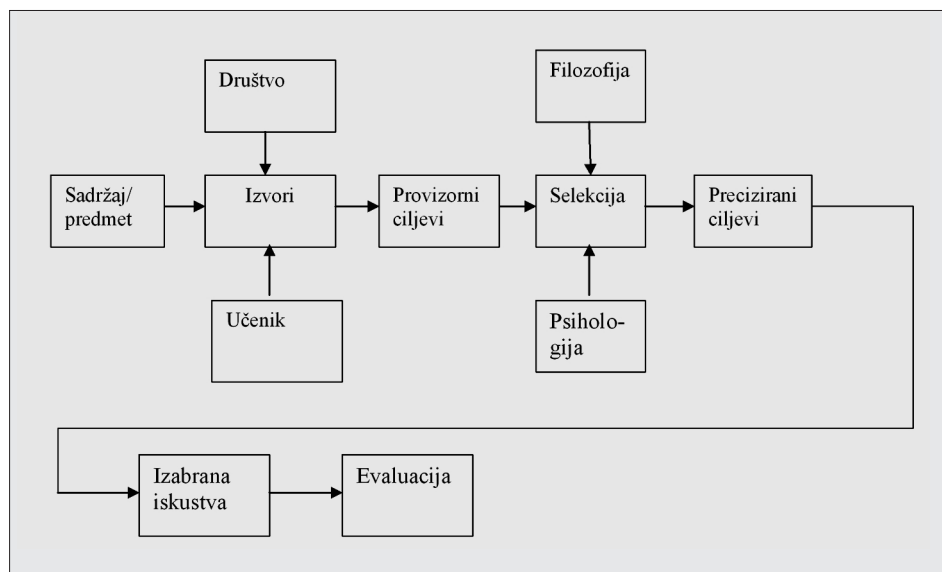 Društvo
Filozofija
Sadržaj/
predmet
Izvori
Provizorni
ciljevi
Selekcija
Precizirani
ciljevi
Učenik
Psiholo-
gija
Izabrana
iskustva
Evaluacija